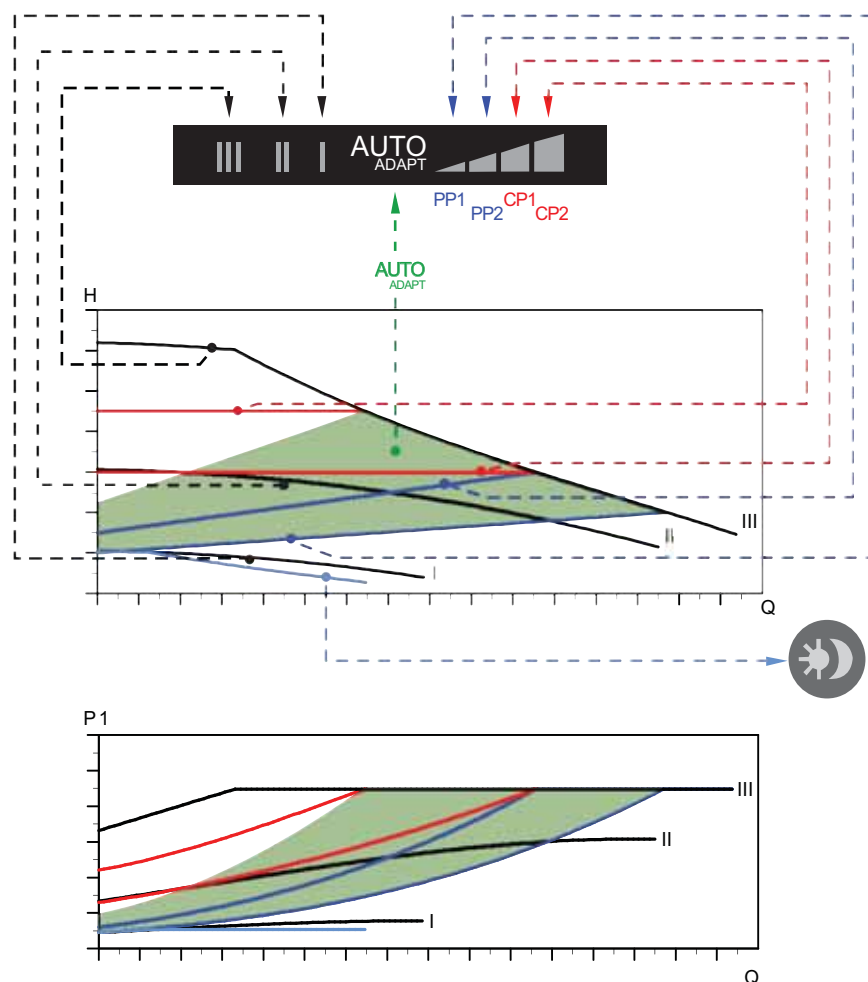 III II I AUTO
ADAPT
PP1 CP1
PP2 CP2
AUTO
ADAPT
H
III
II
I
Q
P1
III
II
I
Q